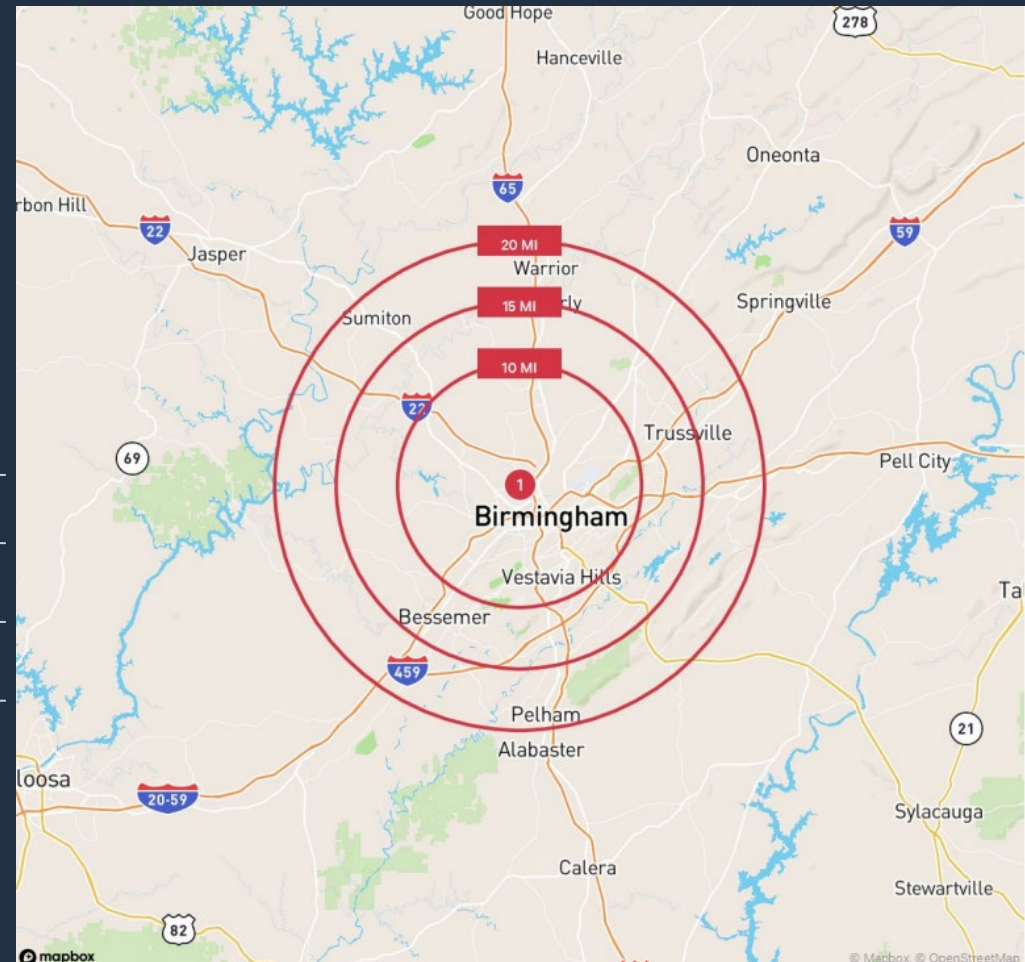 Good Hope
278
Hanceville
Oneonta
65
rbon Hill
22
59
Jasper
20 MI
Warrior
15 MI
rly
Springville
Sumiton
10 MI
22
Trussville
69
Pell City
1
Birmingham
Vestavia Hills
Ta
Bessemer
459
Pelham
21
Alabaster
loosa
20-59
Sylacauga
Calera
Stewartville
82
mapbox
© Mapbox, © OpenStreetMap